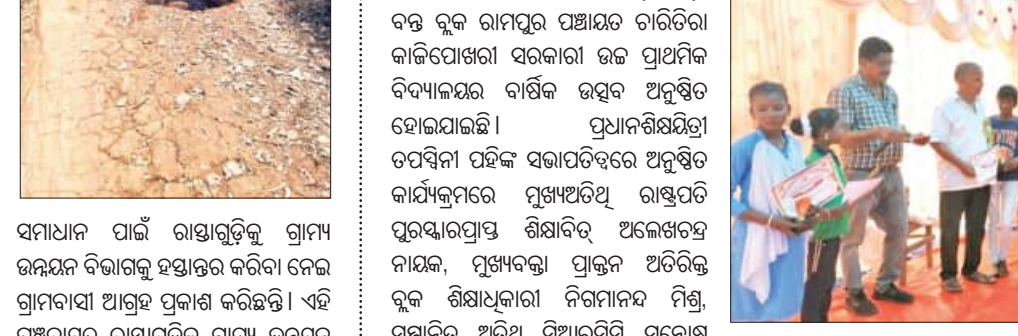 ସମାଧାନ ପାଇଁ ରାସ୍ତାଗୁଡ଼ିକୁ ଗ୍ରାମ୍ୟ
ଉନ୍ନୟନ ବିଭାଗକୁ ହସ୍ତାନ୍ତର କରିବା ନେଇ
ଗ୍ରାମବାସୀ ଆଗ୍ରହ ପ୍ରକାଶ କରିଛନ୍ତି। ଏହି
ବନ୍ତ ବ୍ଲକ ରାମପୁର ପଞ୍ଚାୟତ ଚାରିତିରା
କାଜିପୋଖରୀ ସରକାରୀ ଉଚ୍ଚ ପ୍ରାଥମିକ
ବିଦ୍ୟାଳୟର ବାର୍ଷିକ ଉତ୍ସବ ଅନୁଷ୍ଠିତ
ହୋଇଯାଇଛି। ପ୍ରଧାନଶିକ୍ଷୟିତ୍ରୀ
ତପସ୍ୱିନୀ ପହିଙ୍କ ସଭାପତିତ୍ୱରେ ଅନୁଷ୍ଠିତ
କାର୍ଯ୍ୟକ୍ରମରେ ମୁଖ୍ୟଅତିଥି ରାଷ୍ଟ୍ରପତି
ପୁରସ୍କାରପ୍ରାପ୍ତ ଶିକ୍ଷାବିତ୍ ଅଲେଖଚନ୍ଦ୍ର
ନାୟକ, ମୁଖ୍ୟବକ୍ତା ପ୍ରାକ୍ତନ ଅତିରିକ୍ତ
ବ୍ଲକ ଶିକ୍ଷାଧିକାରୀ ନିଗମାନନ୍ଦ ମିଶ୍ର,